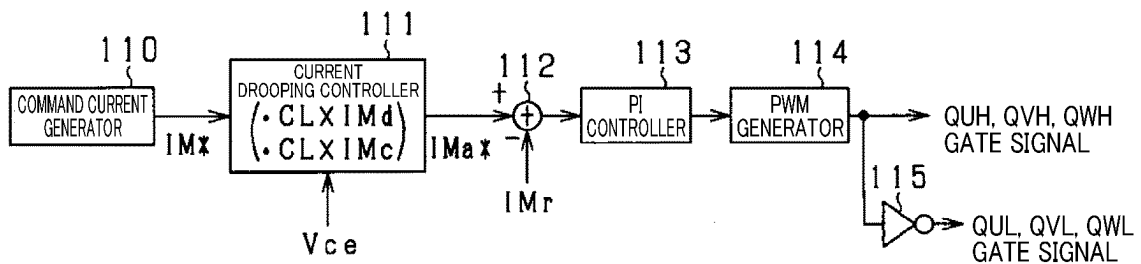 110
COMMAND CURRENT
GENERATOR
IM*
111
CURRENT
DROOPING CONTROLLER
(・CL×IMd
・CL×IMc)
Vce
IMa*
112
+
+
−
IMr
113
PI
CONTROLLER
114
PWM
GENERATOR
QUH, QVH, QWH
GATE SIGNAL
115
QUL, QVL, QWL
GATE SIGNAL